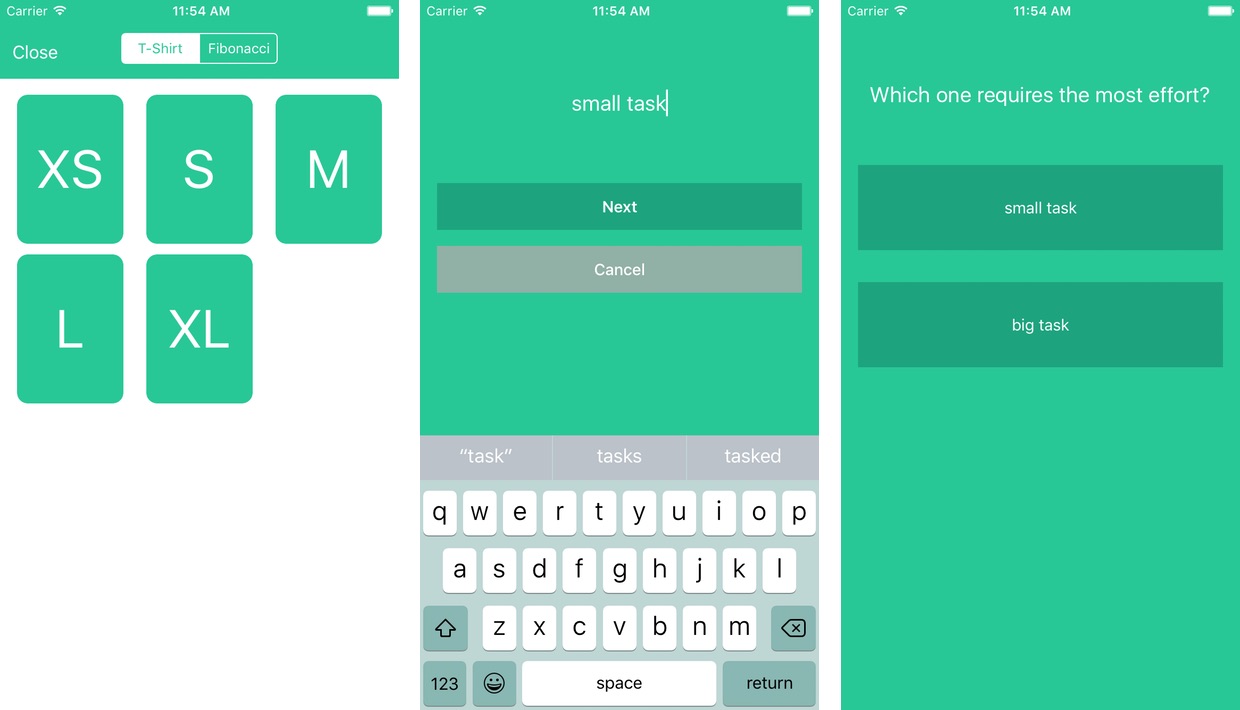 Carrier 11:54 AM
Close T-Shirt Fibonacci
XS S M
L XL
Carrier 11:54 AM
small task
Next
Cancel
“task” tasks tasked
q w e r t y u i o p
a s d f g h j k l
z x c v b n m
123 space return
Carrier 11:54 AM
Which one requires the most effort?
small task
big task